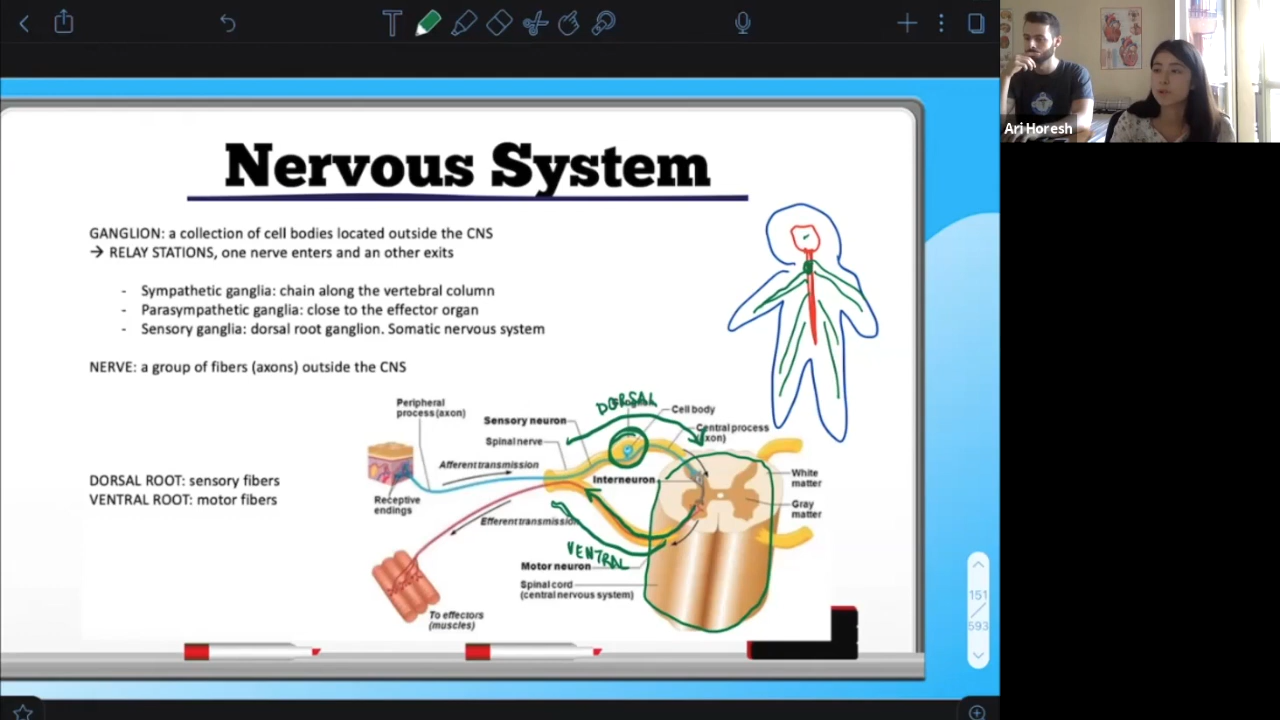 Ari Horesh
Nervous System
GANGLION: a collection of cell bodies located outside the CNS
→ RELAY STATIONS, one nerve enters and an other exits
- Sympathetic ganglia: chain along the vertebral column
- Parasympathetic ganglia: close to the effector organ
- Sensory ganglia: dorsal root ganglion. Somatic nervous system
NERVE: a group of fibers (axons) outside the CNS
DORSAL ROOT: sensory fibers
VENTRAL ROOT: motor fibers
Peripheral
process (axon)
Sensory neuron
Spinal nerve
DORSAL
Cell body
Central process
(axon)
Afferent transmission
Interneuron
White
matter
Gray
matter
Receptive
endings
Efferent transmission
VENTRAL
Motor neuron
Spinal cord
(central nervous system)
To effectors
(muscles)
151
593